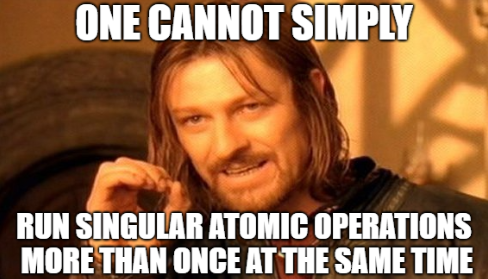 ONE CANNOT SIMPLY
RUN SINGULAR ATOMIC OPERATIONS
MORE THAN ONCE AT THE SAME TIME